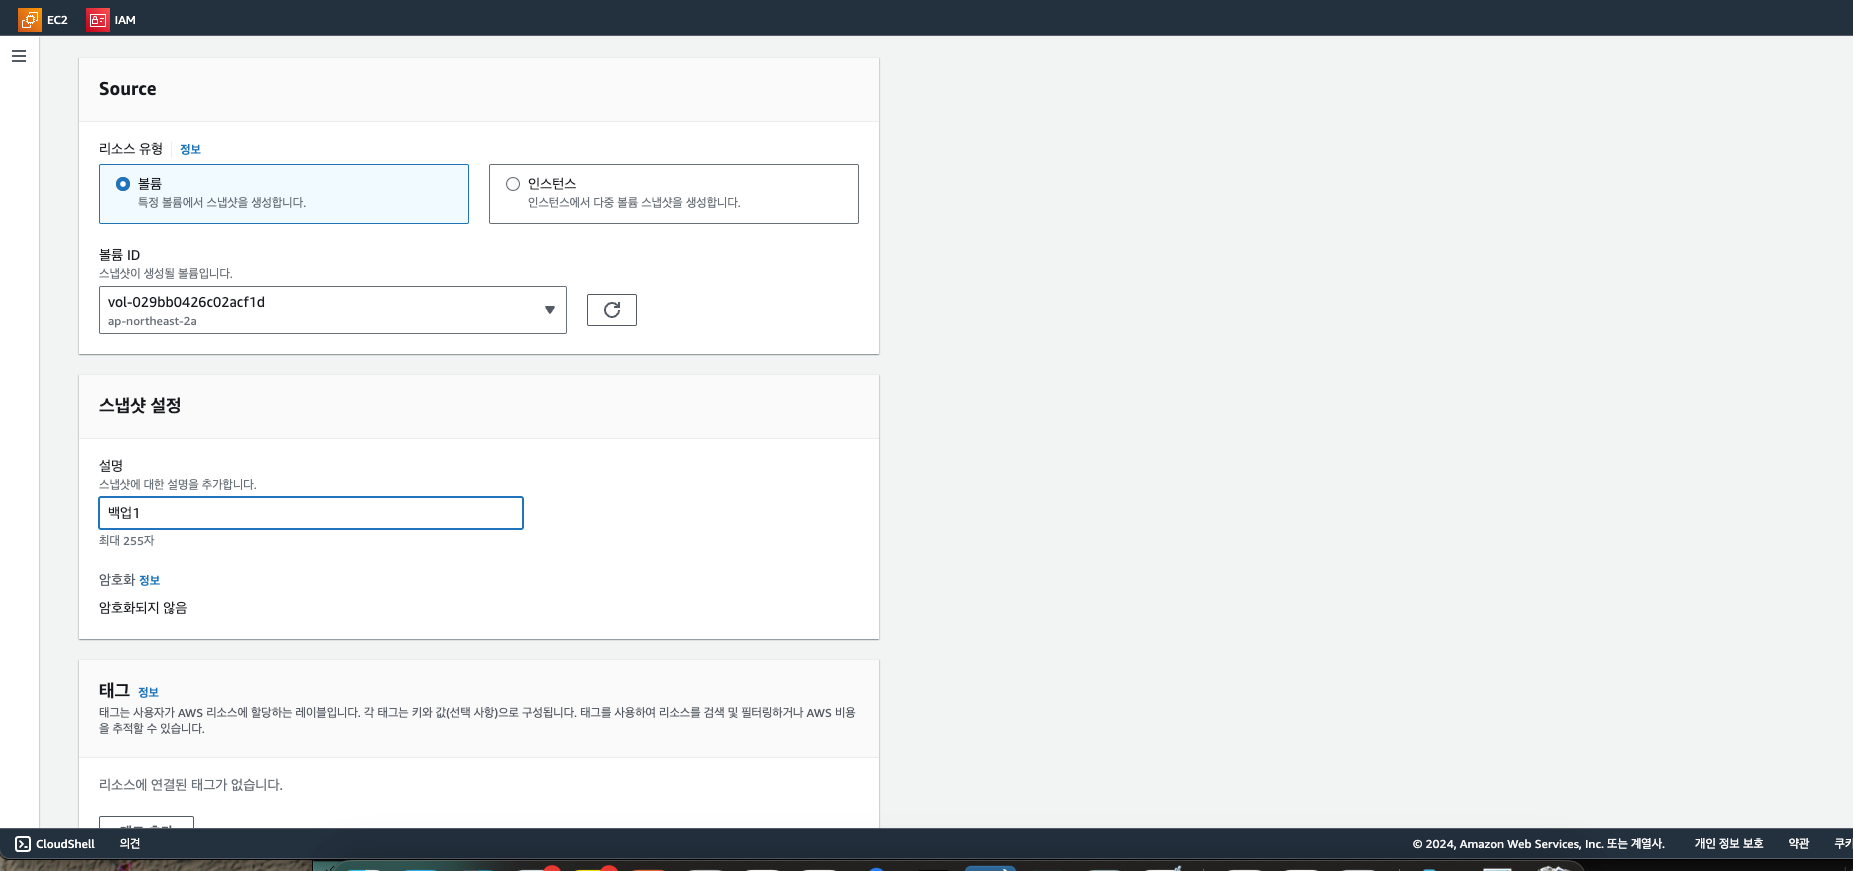 EC2 IAM
Source
리소스 유형 정보
볼륨
특정 볼륨에서 스냅샷을 생성합니다.
인스턴스
인스턴스에서 다중 볼륨 스냅샷을 생성합니다.
볼륨 ID
스냅샷이 생성될 볼륨입니다.
vol-029bb0426c02acf1d
ap-northeast-2a
스냅샷 설정
설명
스냅샷에 대한 설명을 추가합니다.
백업1
최대 255자
암호화 정보
암호화되지 않음
태그 정보
태그는 사용자가 AWS 리소스에 할당하는 레이블입니다. 각 태그는 키와 값(선택 사항)으로 구성됩니다. 태그를 사용하여 리소스를 검색 및 필터링하거나 AWS 비용
을 추적할 수 있습니다.
리소스에 연결된 태그가 없습니다.
CloudShell 의견 © 2024, Amazon Web Services, Inc. 또는 계열사. 개인 정보 보호 약관